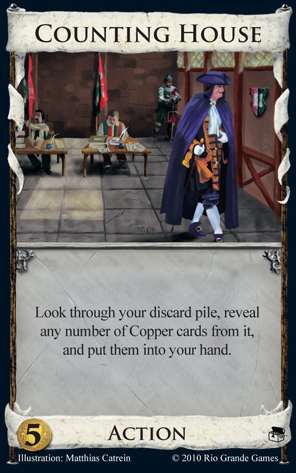 COUNTING HOUSE
Look through your discard pile, reveal
any number of Copper cards from it,
and put them into your hand.
5
ACTION
Illustration: Matthias Catrein © 2010 Rio Grande Games